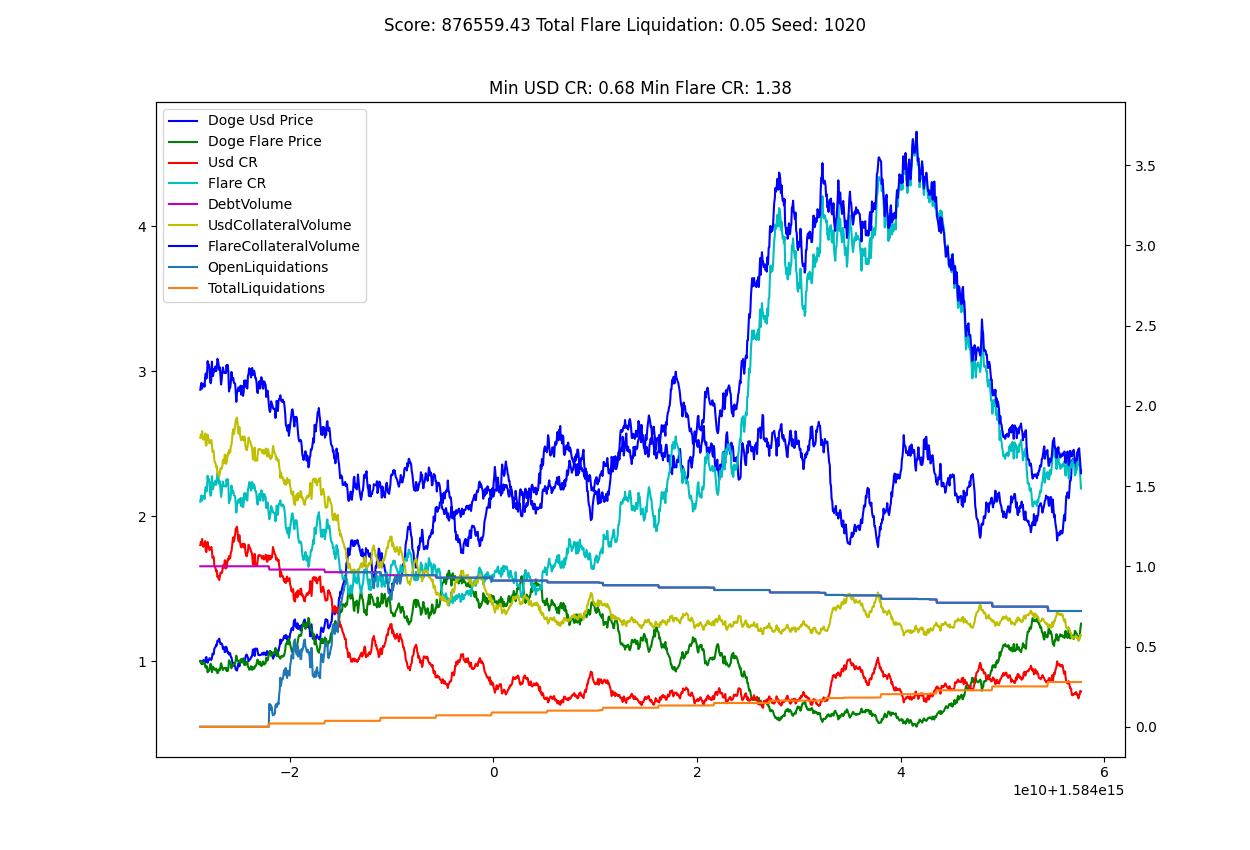 Score: 876559.43 Total Flare Liquidation: 0.05 Seed: 1020
Min USD CR: 0.68 Min Flare CR: 1.38
Doge Usd Price
Doge Flare Price
Usd CR
Flare CR
DebtVolume
UsdCollateralVolume
FlareCollateralVolume
OpenLiquidations
TotalLiquidations
4
3
2
1
3.5
3.0
2.5
2.0
1.5
1.0
0.5
0.0
−2 0 2 4 6
1e10+1.584e15